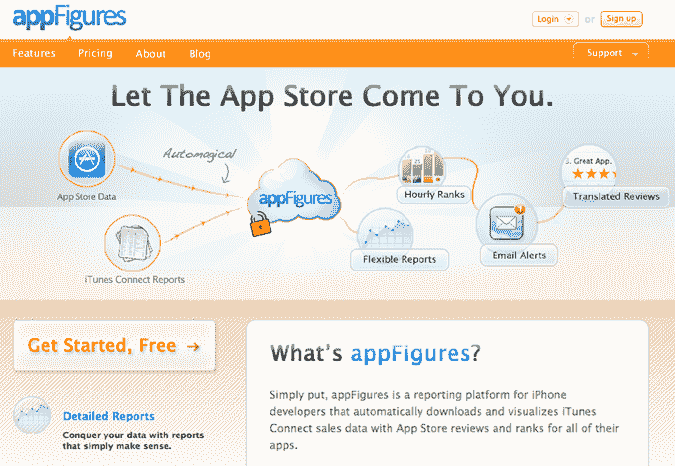 appFigures
Login or Sign up
Features Pricing About Blog Support
Let The App Store Come To You.
Automagical
App Store Data
iTunes Connect Reports
appFigures
Hourly Ranks
Flexible Reports
Email Alerts
. Great App.
Translated Reviews
Get Started, Free →
Detailed Reports
Conquer your data with reports
that simply make sense.
What's appFigures?
Simply put, appFigures is a reporting platform for iPhone
developers that automatically downloads and visualizes iTunes
Connect sales data with App Store reviews and ranks for all of their
apps.